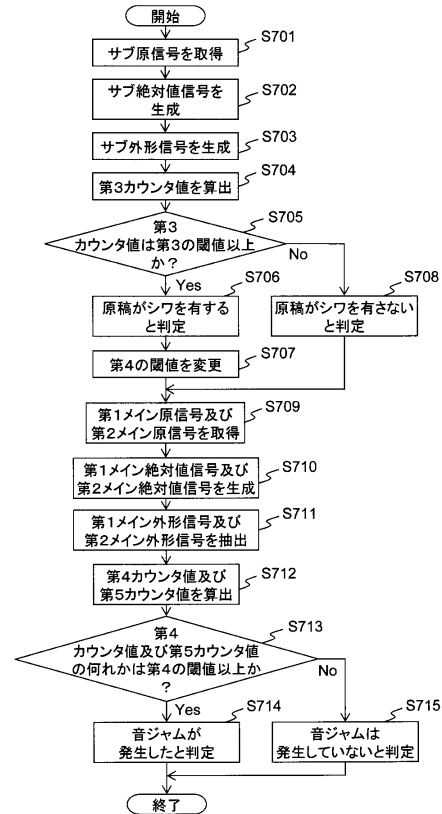 開始
サブ原信号を取得
S701
サブ絶対値信号を
生成
S702
サブ外形信号を生成
S703
第3カウンタ値を算出
S704
第3
カウンタ値は第3の閾値以上
か？
S705
Yes
No
原稿がシワを有する
と判定
S706
原稿がシワを有さない
と判定
S708
第4の閾値を変更
S707
第1メイン原信号及び
第2メイン原信号を取得
S709
第1メイン絶対値信号及び
第2メイン絶対値信号を生成
S710
第1メイン外形信号及び
第2メイン外形信号を抽出
S711
第4カウンタ値及び
第5カウンタ値を算出
S712
第4
カウンタ値及び第5カウンタ値
の何れかは第4の閾値以上か
？
S713
Yes
No
音ジャムが
発生したと判定
S714
音ジャムは
発生していないと判定
S715
終了